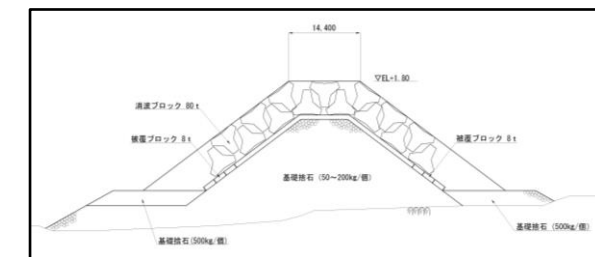 14.400
▽EL+1.80
消波ブロック 80t
被覆ブロック 8t
被覆ブロック 8t
基礎捨石 (50～200kg/個)
基礎捨石(500kg/個)
基礎捨石 (500kg/個)